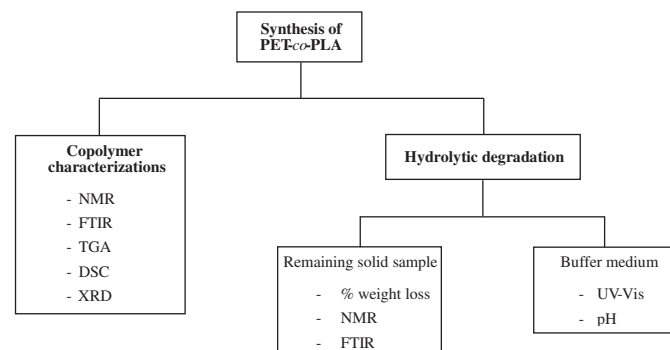 Synthesis of
PET-co-PLA
Copolymer
characterizations
- NMR
- FTIR
- TGA
- DSC
- XRD
Hydrolytic degradation
Remaining solid sample
- % weight loss
- NMR
- FTIR
Buffer medium
- UV-Vis
- pH